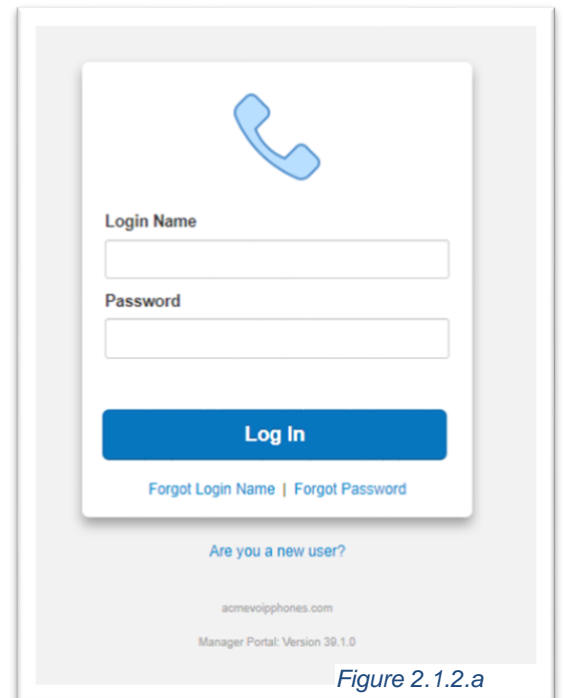 Login Name
Password
Log In
Forgot Login Name | Forgot Password
Are you a new user?
acmevoipphones.com
Manager Portal: Version 39.1.0
Figure 2.1.2.a